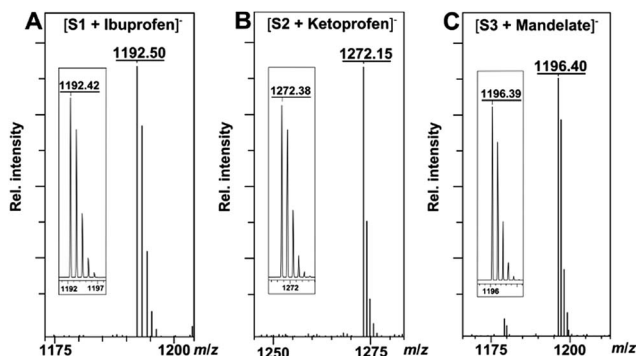 A
[S1 + Ibuprofen]⁻
1192.50
1192.42
Rel. intensity
1192 1197
1175 1200 m/z
B
[S2 + Ketoprofen]⁻
1272.15
1272.38
Rel. intensity
1272
1250 1275 m/z
C
[S3 + Mandelate]⁻
1196.40
1196.39
Rel. intensity
1196
1175 1200 m/z